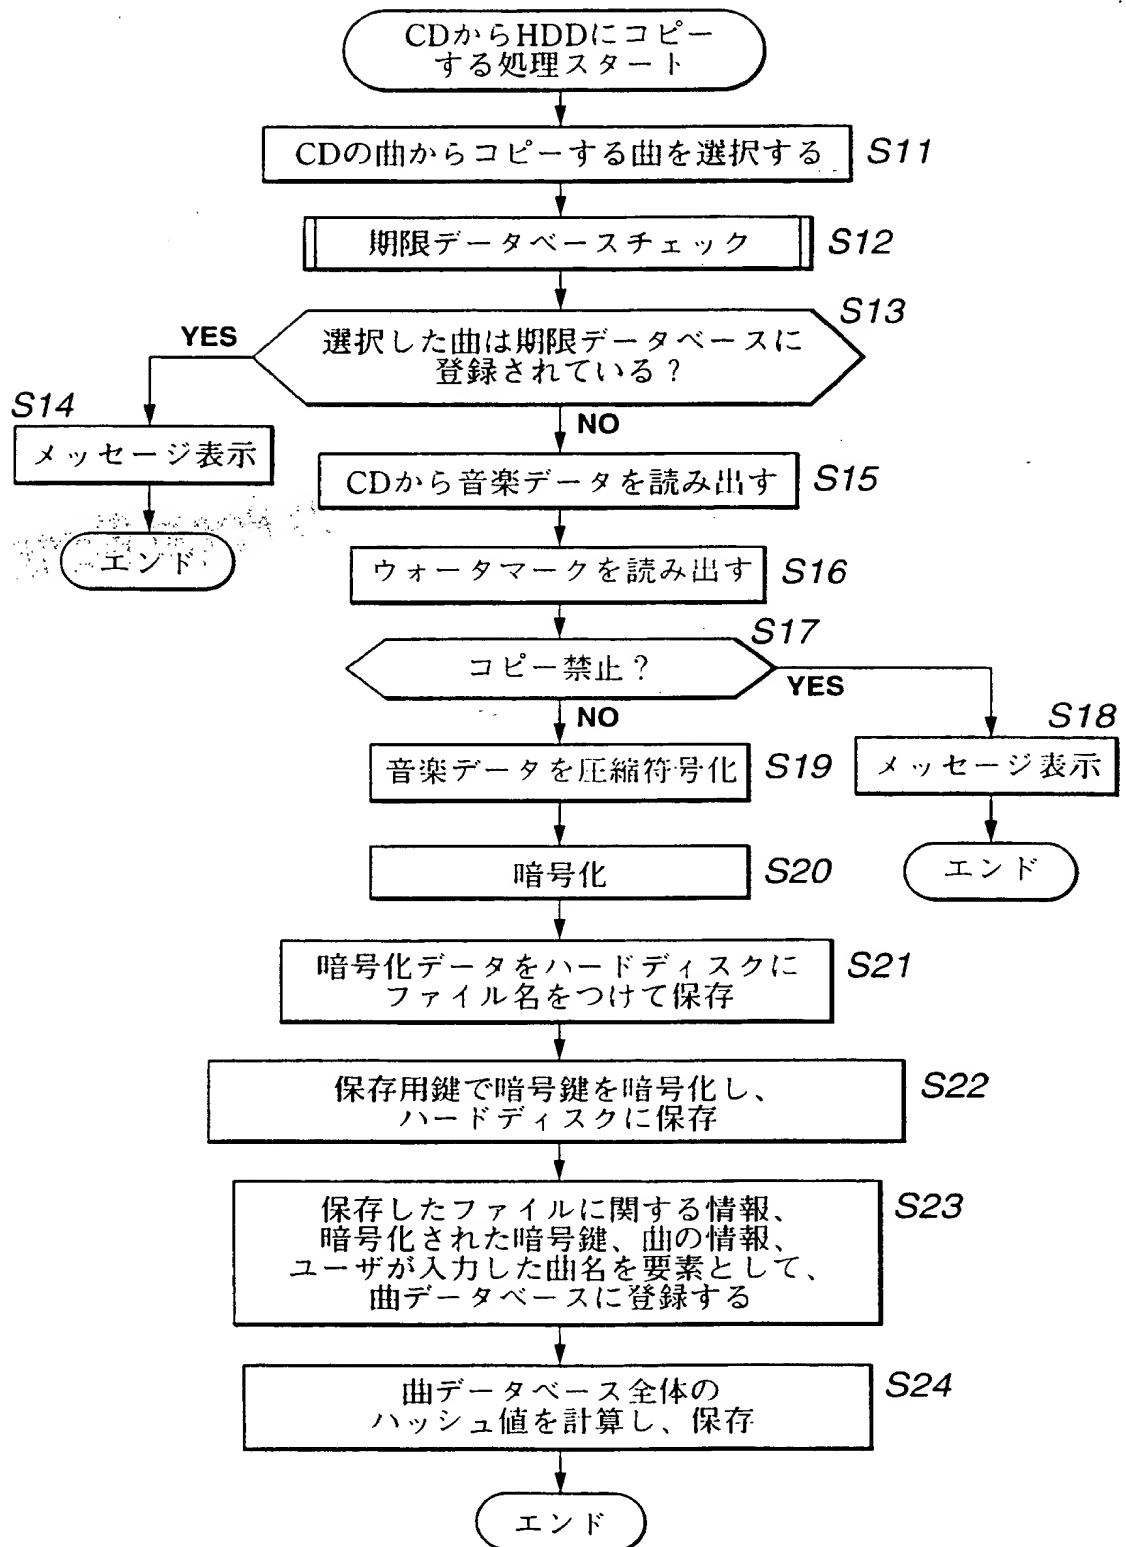 CDからHDDにコピー
する処理スタート
CDの曲からコピーする曲を選択する
S11
期限データベースチェック
S12
S13
選択した曲は期限データベースに
登録されている?
YES
NO
S14
メッセージ表示
エンド
CDから音楽データを読み出す
S15
ウォータマークを読み出す
S16
S17
コピー禁止?
YES
NO
S18
メッセージ表示
エンド
音楽データを圧縮符号化
S19
暗号化
S20
暗号化データをハードディスクに
ファイル名をつけて保存
S21
保存用鍵で暗号鍵を暗号化し、
ハードディスクに保存
S22
保存したファイルに関する情報、
暗号化された暗号鍵、曲の情報、
ユーザが入力した曲名を要素として、
曲データベースに登録する
S23
曲データベース全体の
ハッシュ値を計算し、保存
S24
エンド